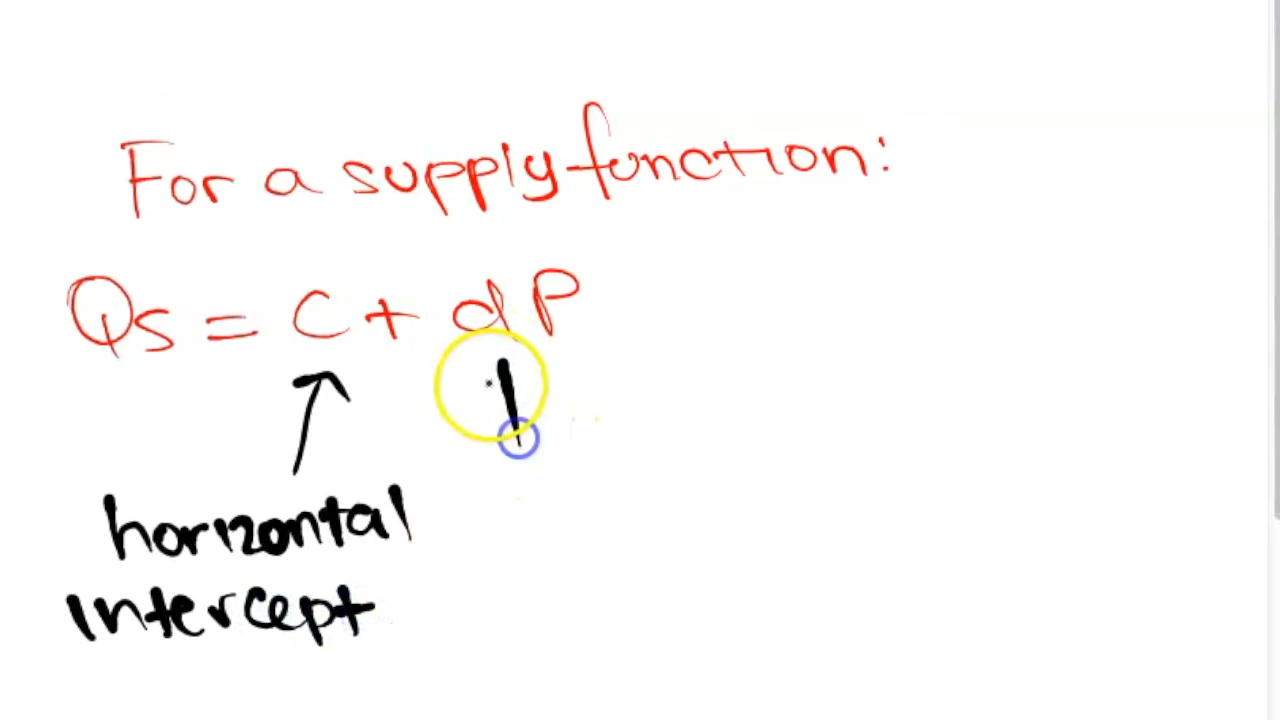 For a supply function:
Qs = C + dP
horizontal
intercept